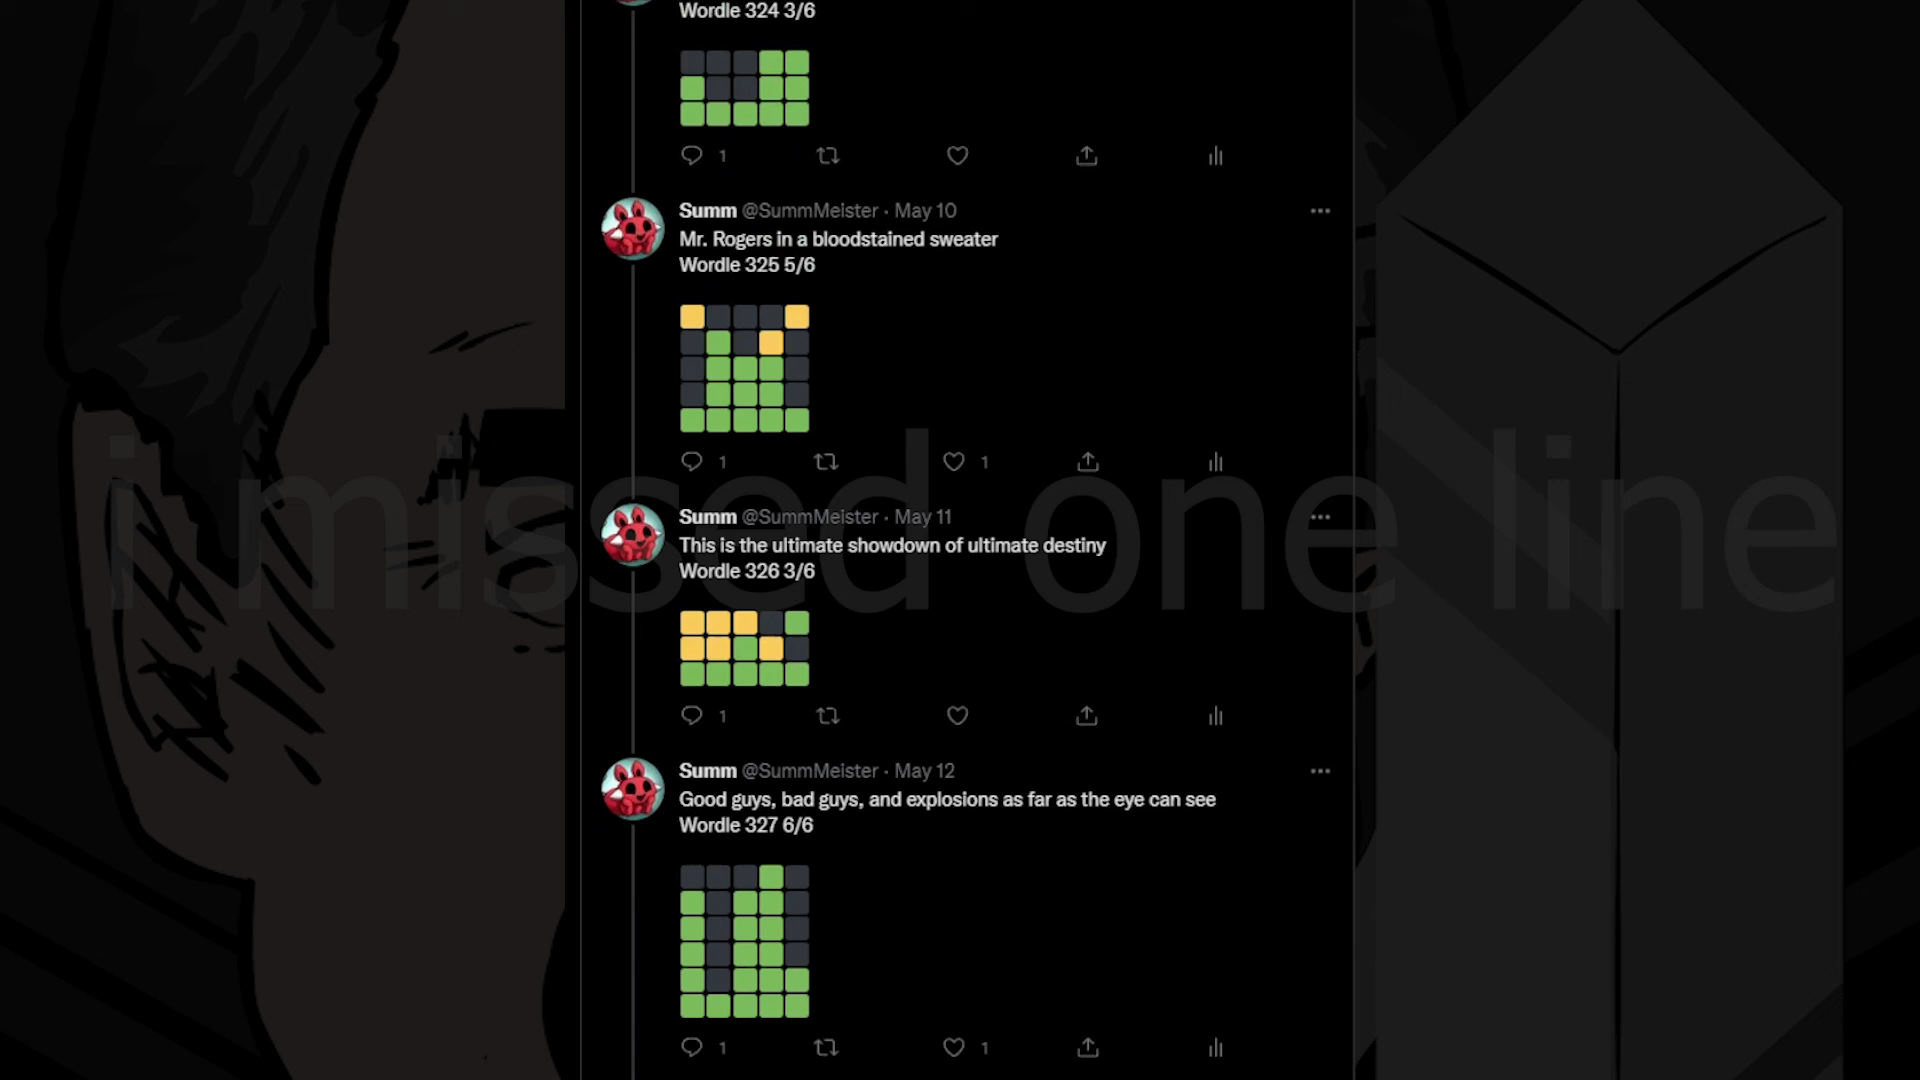 Wordle 324 3/6
1
Summ @SummMeister · May 10
Mr. Rogers in a bloodstained sweater
Wordle 325 5/6
1 1
i missed one line
Summ @SummMeister · May 11
This is the ultimate showdown of ultimate destiny
Wordle 326 3/6
1
Summ @SummMeister · May 12
Good guys, bad guys, and explosions as far as the eye can see
Wordle 327 6/6
1 1